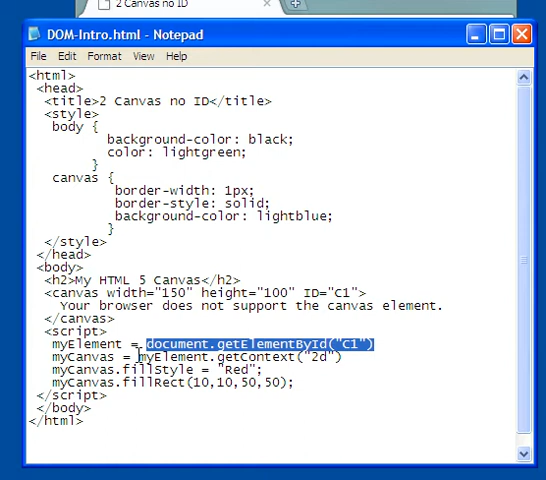 2 Canvas no ID
DOM-Intro.html - Notepad
File Edit Format View Help
<html>
<head>
<title>2 Canvas no ID</title>
<style>
body {
background-color: black;
color: lightgreen;
}
canvas {
border-width: 1px;
border-style: solid;
background-color: lightblue;
}
</style>
</head>
<body>
<h2>My HTML 5 Canvas</h2>
<canvas width="150" height="100" ID="C1">
Your browser does not support the canvas element.
</canvas>
<script>
myElement = document.getElementById("C1")
myCanvas = myElement.getContext("2d")
myCanvas.fillStyle = "Red";
myCanvas.fillRect(10,10,50,50);
</script>
</body>
</html>